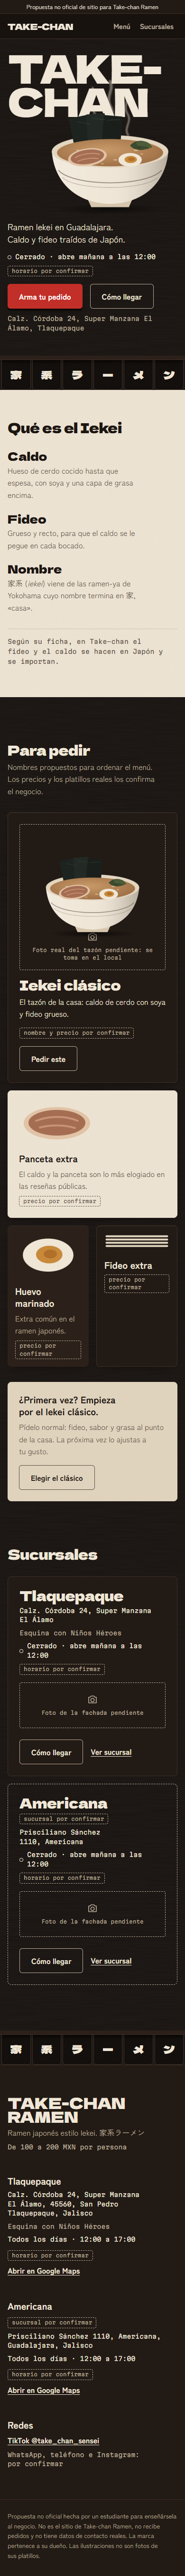 Propuesta no oficial de sitio para Take-chan Ramen
TAKE-CHAN
Menú
Sucursales
TAKE-
CHAN
Ramen Iekei en Guadalajara.
Caldo y fideo traídos de Japón.
Cerrado · abre mañana a las 12:00
horario por confirmar
Arma tu pedido
Cómo llegar
Calz. Córdoba 24, Super Manzana El
Álamo, Tlaquepaque
家 系 ラ ー メ ン
Qué es el Iekei
Caldo
Hueso de cerdo cocido hasta que
espesa, con soya y una capa de grasa
encima.
Fideo
Grueso y recto, para que el caldo se le
pegue en cada bocado.
Nombre
家系 (iekei) viene de las ramen-ya de
Yokohama cuyo nombre termina en 家,
«casa».
Según su ficha, en Take-chan el
fideo y el caldo se hacen en Japón y
se importan.
Para pedir
Nombres propuestos para ordenar el menú.
Los precios y los platillos reales los confirma
el negocio.
Foto real del tazón pendiente: se
toma en el local
Iekei clásico
El tazón de la casa: caldo de cerdo con soya
y fideo grueso.
nombre y precio por confirmar
Pedir este
Panceta extra
El caldo y la panceta son lo más elogiado en
las reseñas públicas.
precio por confirmar
Huevo
marinado
Extra común en el
ramen japonés.
precio por
confirmar
Fideo extra
precio por
confirmar
¿Primera vez? Empieza
por el Iekei clásico.
Pídelo normal: fideo, sabor y grasa al punto
de la casa. La próxima vez lo ajustas a
tu gusto.
Elegir el clásico
Sucursales
Tlaquepaque
Calz. Córdoba 24, Super Manzana
El Álamo
Esquina con Niños Héroes
Cerrado · abre mañana a las
12:00
horario por confirmar
Foto de la fachada pendiente
Cómo llegar
Ver sucursal
Americana
sucursal por confirmar
Prisciliano Sánchez
1110, Americana
Cerrado · abre mañana a las
12:00
horario por confirmar
Foto de la fachada pendiente
Cómo llegar
Ver sucursal
家 系 ラ ー メ ン
TAKE-CHAN
RAMEN
Ramen japonés estilo Iekei. 家系ラーメン
De 100 a 200 MXN por persona
Tlaquepaque
Calz. Córdoba 24, Super Manzana
El Álamo, 45560, San Pedro
Tlaquepaque, Jalisco
Esquina con Niños Héroes
Todos los días · 12:00 a 17:00
horario por confirmar
Abrir en Google Maps
Americana
sucursal por confirmar
Prisciliano Sánchez 1110, Americana,
Guadalajara, Jalisco
Todos los días · 12:00 a 17:00
horario por confirmar
Abrir en Google Maps
Redes
TikTok @take_chan_sensei
WhatsApp, teléfono e Instagram:
por confirmar
Propuesta no oficial hecha por un estudiante para enseñársela
al negocio. No es el sitio de Take-chan Ramen, no recibe
pedidos y no tiene datos de contacto reales. La marca
pertenece a su dueño. Las ilustraciones no son fotos de
sus platillos.